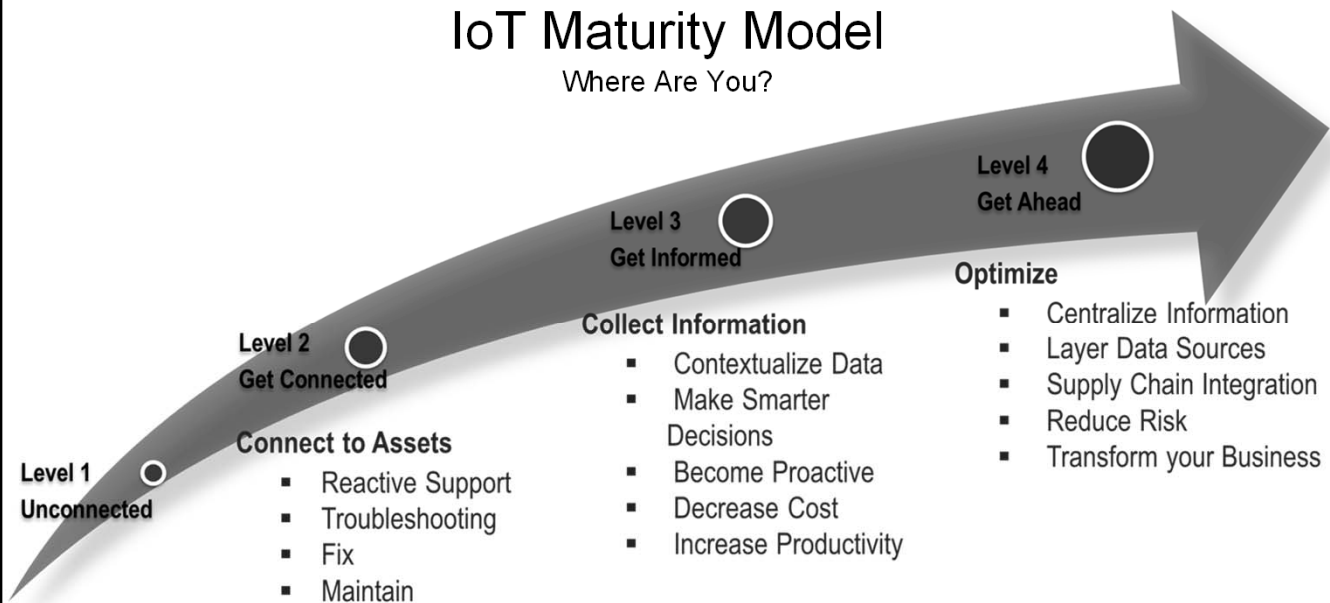 IoT Maturity Model
Where Are You?
Level 1
Unconnected
Level 2
Get Connected
Connect to Assets
▪ Reactive Support
▪ Troubleshooting
▪ Fix
▪ Maintain
Level 3
Get Informed
Collect Information
▪ Contextualize Data
▪ Make Smarter
Decisions
▪ Become Proactive
▪ Decrease Cost
▪ Increase Productivity
Level 4
Get Ahead
Optimize
▪ Centralize Information
▪ Layer Data Sources
▪ Supply Chain Integration
▪ Reduce Risk
▪ Transform your Business